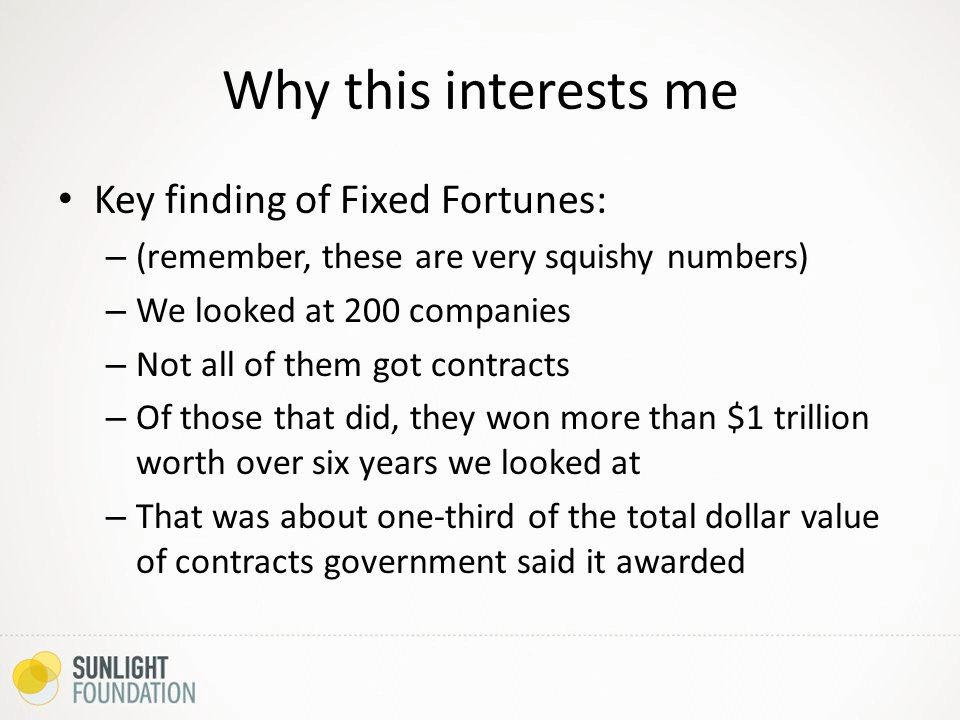 Why this interests me
• Key finding of Fixed Fortunes:
– (remember, these are very squishy numbers)
– We looked at 200 companies
– Not all of them got contracts
– Of those that did, they won more than $1 trillion
worth over six years we looked at
– That was about one-third of the total dollar value
of contracts government said it awarded
SUNLIGHT
FOUNDATION